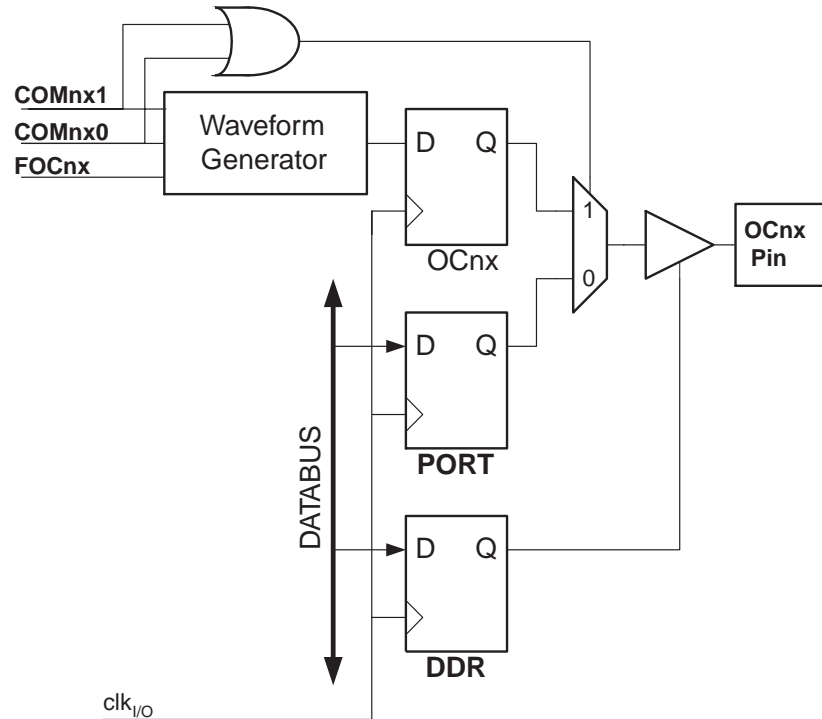 COMnx1
COMnx0
FOCnx
Waveform
Generator
D Q
OCnx
1
0
OCnx
Pin
D Q
PORT
DATABUS
D Q
DDR
clkI/O